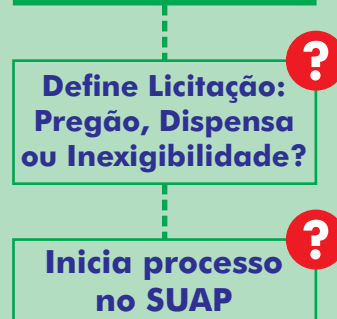 ?
Define Licitação:
Pregão, Dispensa
ou Inexigibilidade?
?
Inicia processo
no SUAP